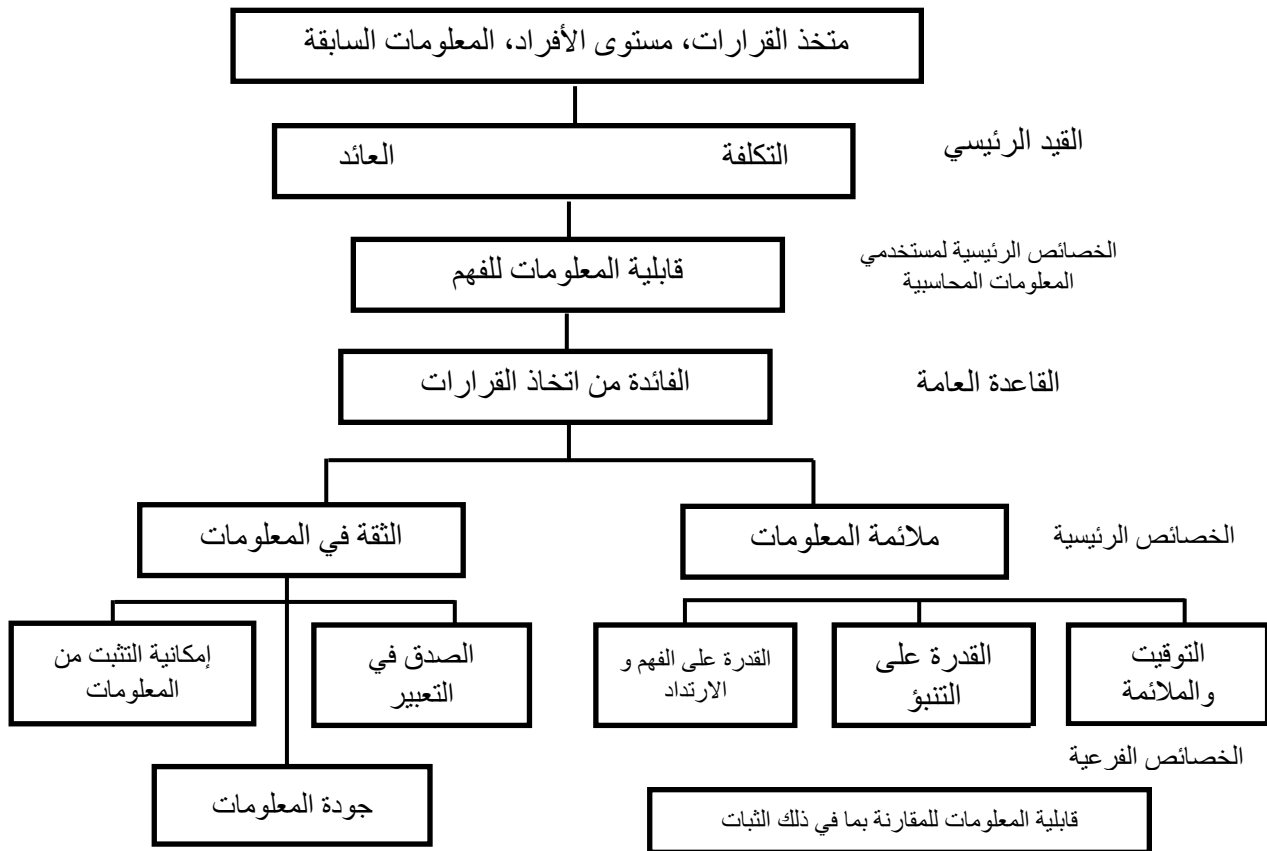 متخذ القرارات، مستوى الأفراد، المعلومات السابقة
القيد الرئيسي
التكلفة العائد
الخصائص الرئيسية لمستخدمي
المعلومات المحاسبية
قابلية المعلومات للفهم
القاعدة العامة
الفائدة من اتخاذ القرارات
الخصائص الرئيسية
ملائمة المعلومات
الثقة في المعلومات
التوقيت
والملائمة
القدرة على
التنبؤ
القدرة على الفهم و
الارتداد
الصدق في
التعبير
إمكانية التثبت من
المعلومات
الخصائص الفرعية
جودة المعلومات
قابلية المعلومات للمقارنة بما في ذلك الثبات